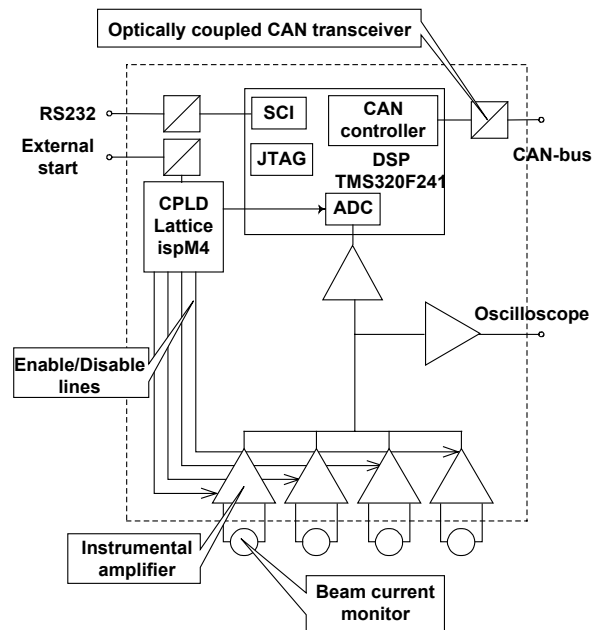 Optically coupled CAN transceiver
RS232
SCI
CAN
controller
External
start
JTAG
DSP
TMS320F241
CAN-bus
CPLD
Lattice
ispM4
ADC
Oscilloscope
Enable/Disable
lines
Instrumental
amplifier
Beam current
monitor